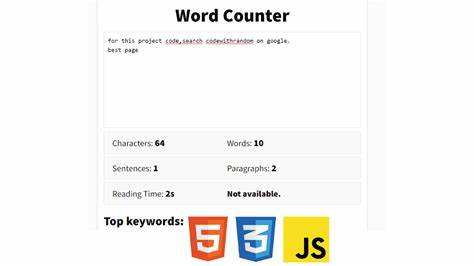 Word Counter
for this project code,search codewithrandom on google.
best page
Characters: 64 Words: 10
Sentences: 1 Paragraphs: 2
Reading Time: 2s Not available.
Top keywords: 5 3 JS